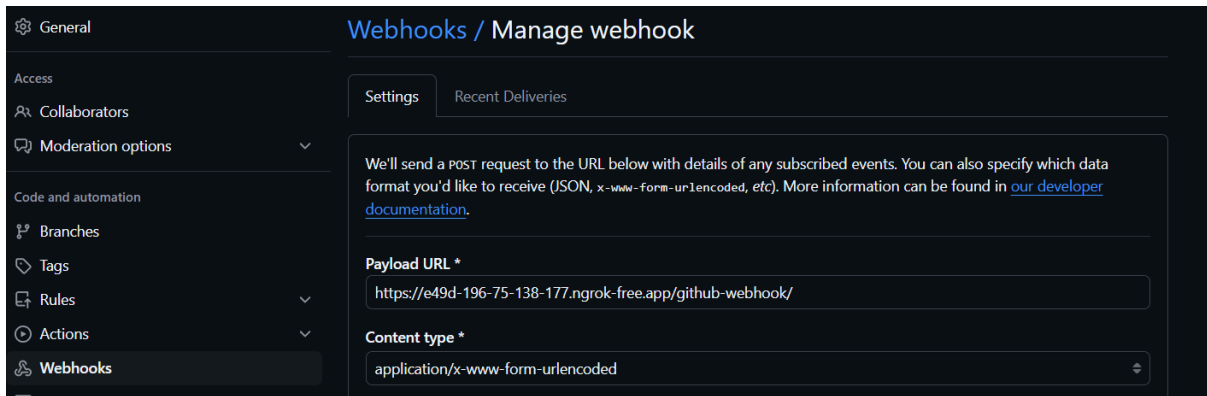 General
Access
Collaborators
Moderation options
Code and automation
Branches
Tags
Rules
Actions
Webhooks
Webhooks / Manage webhook
Settings
Recent Deliveries
We'll send a POST request to the URL below with details of any subscribed events. You can also specify which data
format you'd like to receive (JSON, x-www-form-urlencoded, etc). More information can be found in our developer
documentation.
Payload URL *
https://e49d-196-75-138-177.ngrok-free.app/github-webhook/
Content type *
application/x-www-form-urlencoded